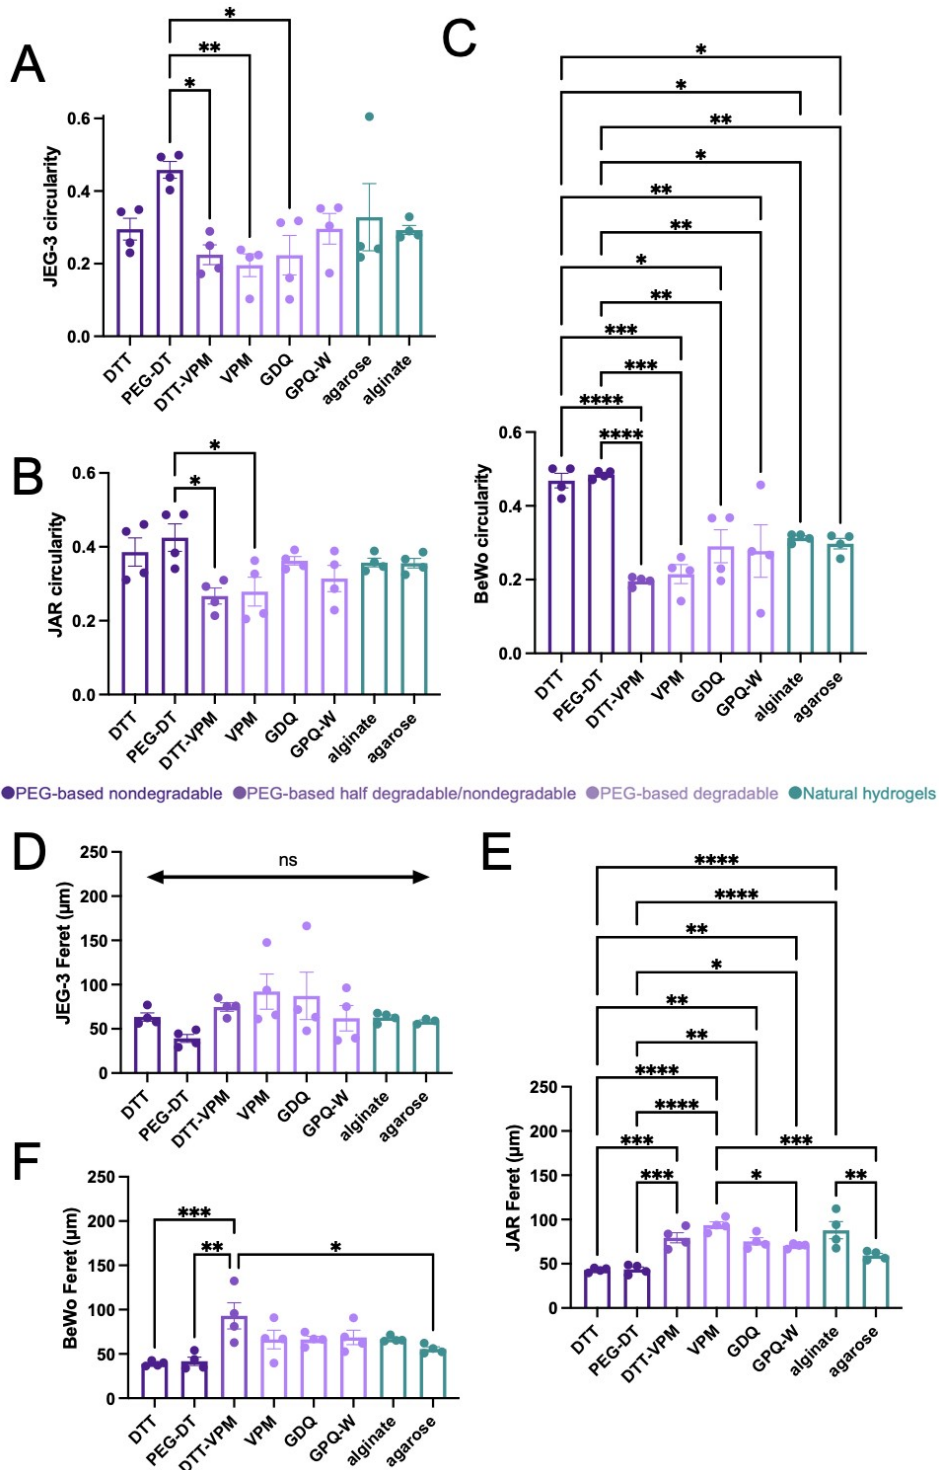 A
*
**
*
JEG-3 circularity
0.6
0.4
0.2
0.0
DTT
PEG-DT
DTT-VPM
VPM
GDQ
GPQ-W
agarose
alginate
B
*
*
JAR circularity
0.6
0.4
0.2
0.0
DTT
PEG-DT
DTT-VPM
VPM
GDQ
GPQ-W
alginate
agarose
C
*
*
**
*
**
**
*
**
***
***
****
****
BeWo circularity
0.6
0.4
0.2
0.0
DTT
PEG-DT
DTT-VPM
VPM
GDQ
GPQ-W
alginate
agarose
PEG-based nondegradable PEG-based half degradable/nondegradable PEG-based degradable Natural hydrogels
D
ns
JEG-3 Feret (μm)
250
200
150
100
50
0
DTT
PEG-DT
DTT-VPM
VPM
GDQ
GPQ-W
alginate
agarose
E
****
****
**
*
**
**
****
****
***
***
***
*
**
JAR Feret (μm)
250
200
150
100
50
0
DTT
PEG-DT
DTT-VPM
VPM
GDQ
GPQ-W
alginate
agarose
F
***
**
*
BeWo Feret (μm)
250
200
150
100
50
0
DTT
PEG-DT
DTT-VPM
VPM
GDQ
GPQ-W
alginate
agarose